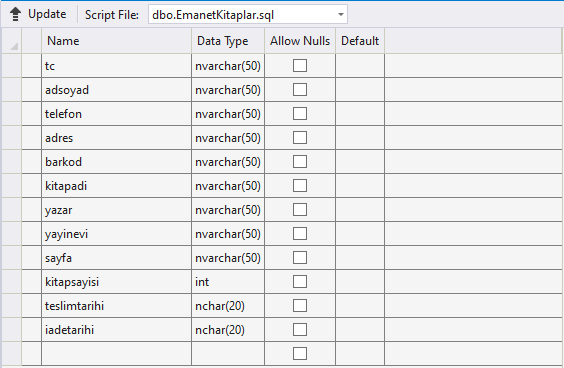 Update Script File: dbo.EmanetKitaplar.sql
Name Data Type Allow Nulls Default
tc nvarchar(50)
adsoyad nvarchar(50)
telefon nvarchar(50)
adres nvarchar(50)
barkod nvarchar(50)
kitapadi nvarchar(50)
yazar nvarchar(50)
yayinevi nvarchar(50)
sayfa nvarchar(50)
kitapsayisi int
teslimtarihi nchar(20)
iadetarihi nchar(20)